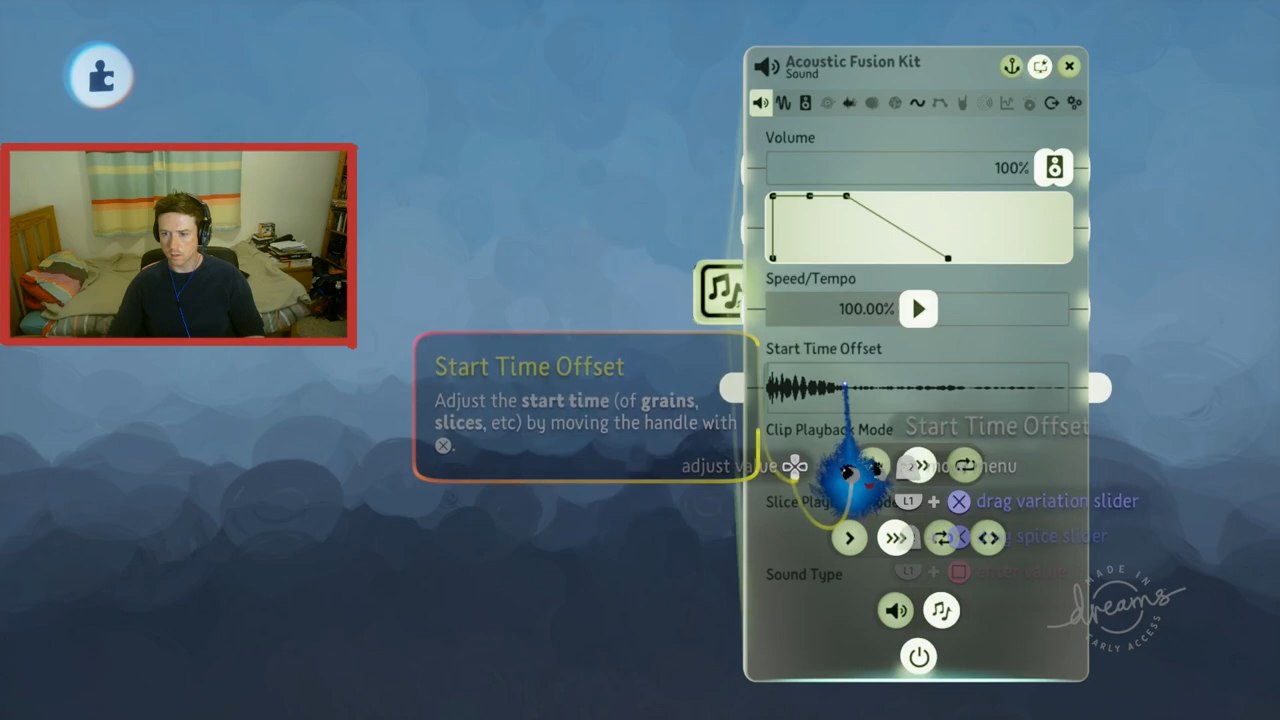 Acoustic Fusion Kit
Sound
Volume
100%
Speed/Tempo
100.00%
Start Time Offset
Start Time Offset
Adjust the start time (of grains,
slices, etc) by moving the handle with
Clip Playback Mode
Start Time Offset
adjust value
menu
L1 + drag variation slider
Slice
spice slider
L1 +
Sound Type
MADE IN
dreams
EARLY ACCESS